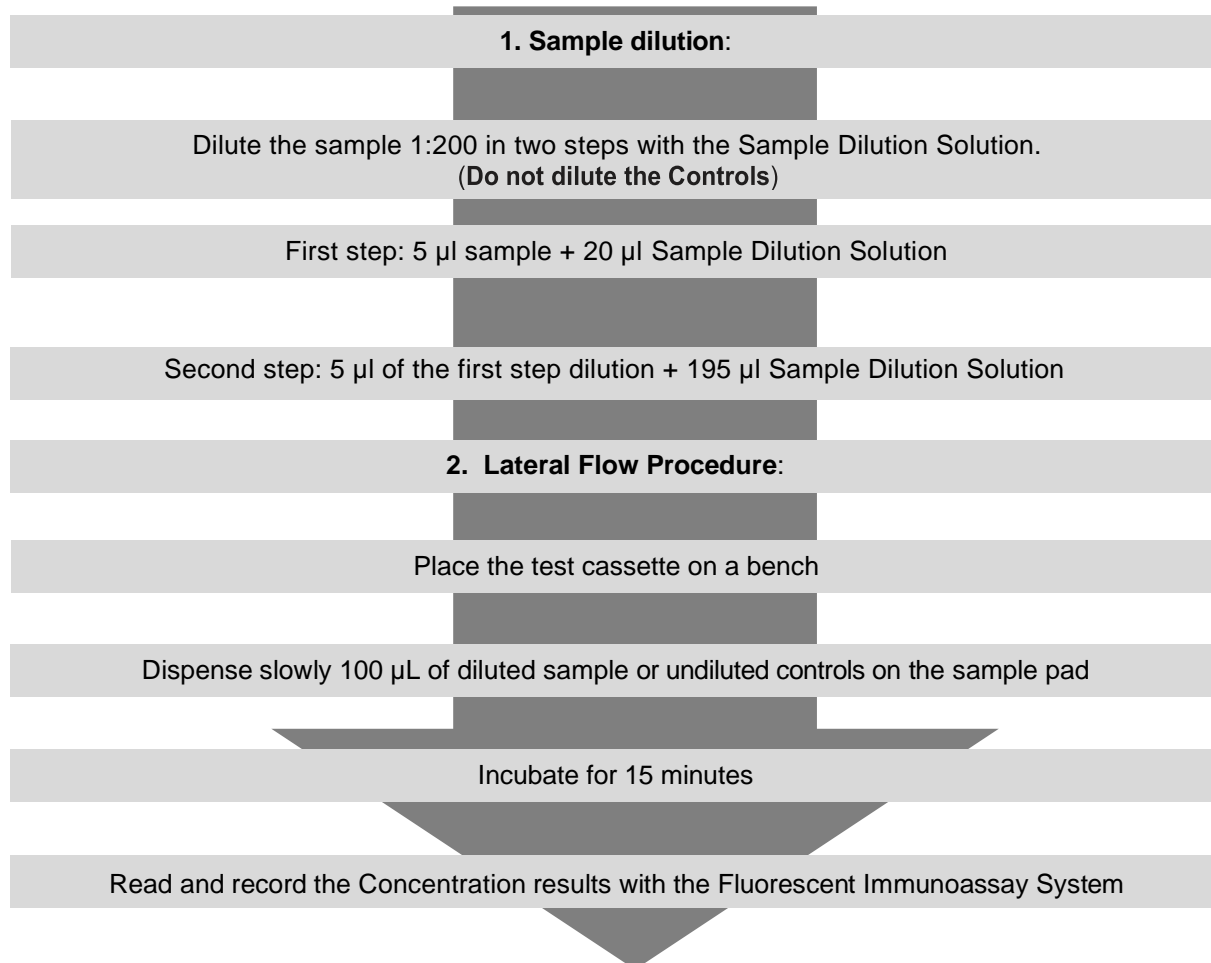 1. Sample dilution:
Dilute the sample 1:200 in two steps with the Sample Dilution Solution.
(Do not dilute the Controls)
First step: 5 µl sample + 20 µl Sample Dilution Solution
Second step: 5 µl of the first step dilution + 195 µl Sample Dilution Solution
2. Lateral Flow Procedure:
Place the test cassette on a bench
Dispense slowly 100 µL of diluted sample or undiluted controls on the sample pad
Incubate for 15 minutes
Read and record the Concentration results with the Fluorescent Immunoassay System